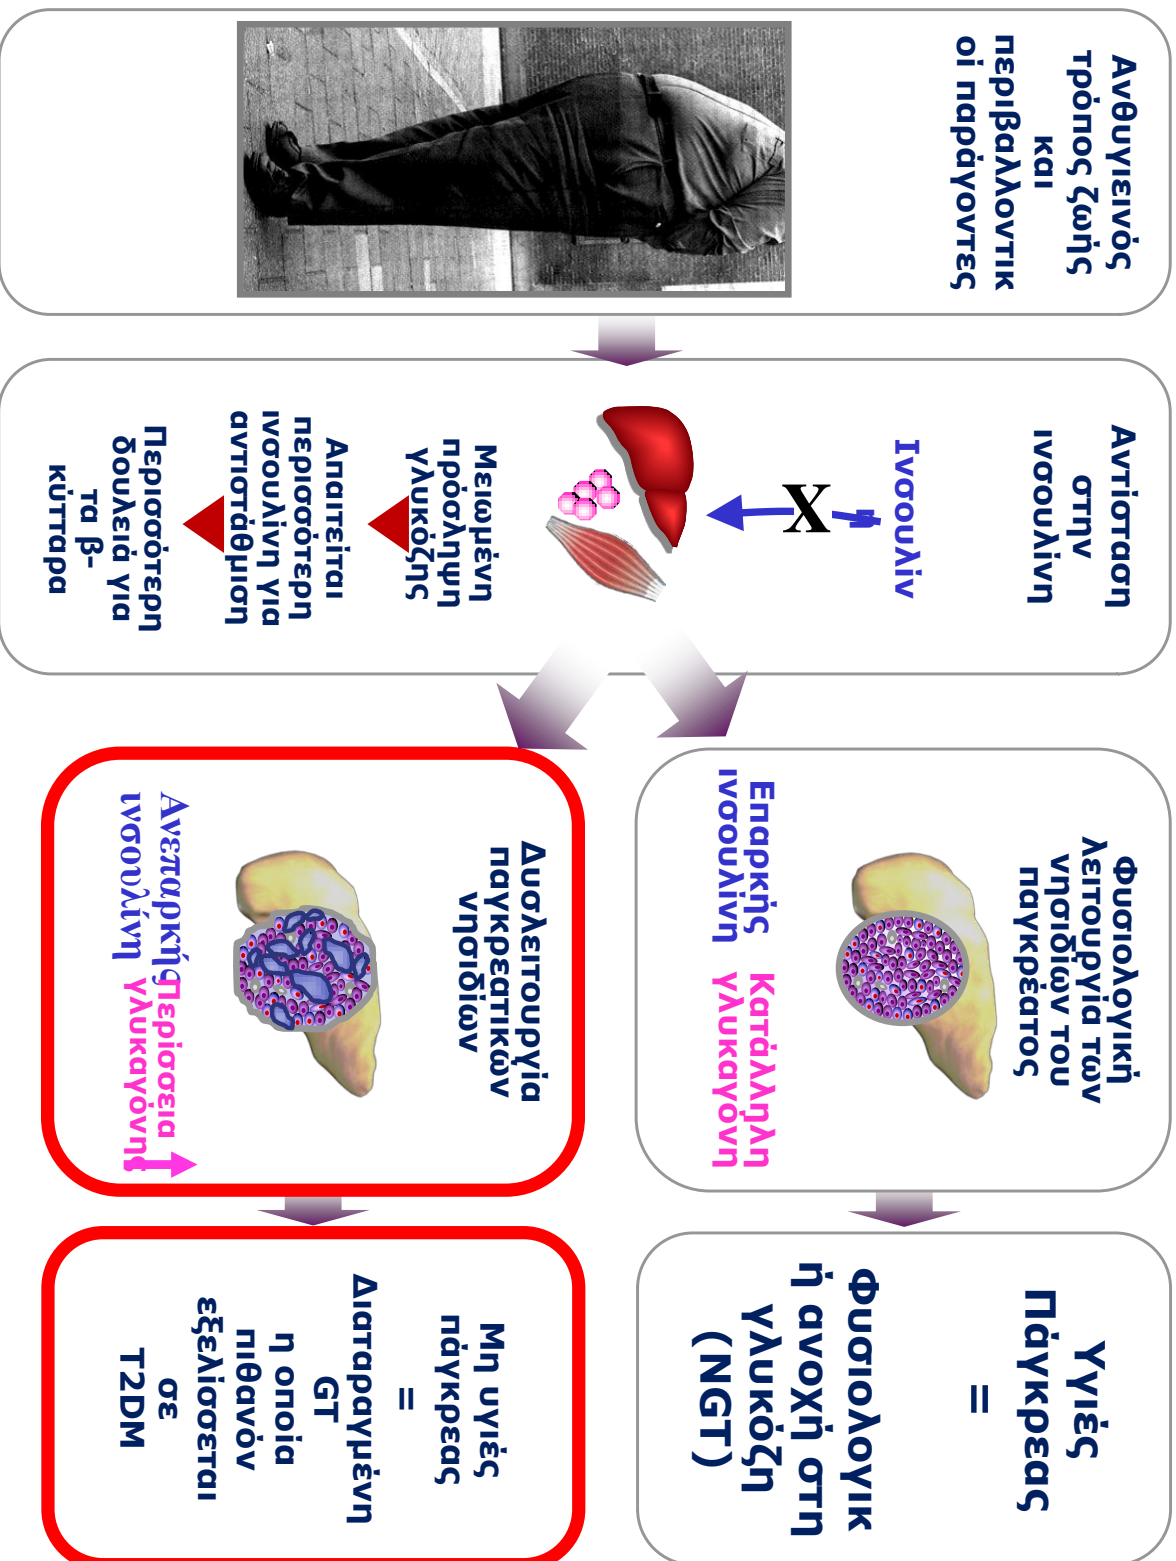 Ανθυγιεινός
τρόπος ζωής
και
περιβαλλοντικ
οί παράγοντες
Αντίσταση
στην
ινσουλίνη
Ινσουλίν
η
X
Μειωμένη
πρόσληψη
γλυκόζης
Απαιτείται
περισσότερη
ινσουλίνη για
αντιστάθμιση
Περισσότερη
δουλειά για
τα β-
κύτταρα
Φυσιολογική
λειτουργία των
νησιδίων του
παγκρέατος
Επαρκής
ινσουλίνη
Κατάλληλη
γλυκαγόνη
Δυσλειτουργία
παγκρεατικών
νησιδίων
Ανεπαρκής
ινσουλίνη
Περίσσεια
γλυκαγόνης
Υγιές
Πάγκρεας
=
Φυσιολογικ
ή ανοχή στη
γλυκόζη
(NGT)
Μη υγιές
πάγκρεας
=
Διαταραγμένη
GT
η οποία
πιθανόν
εξελίσσεται
σε
T2DM